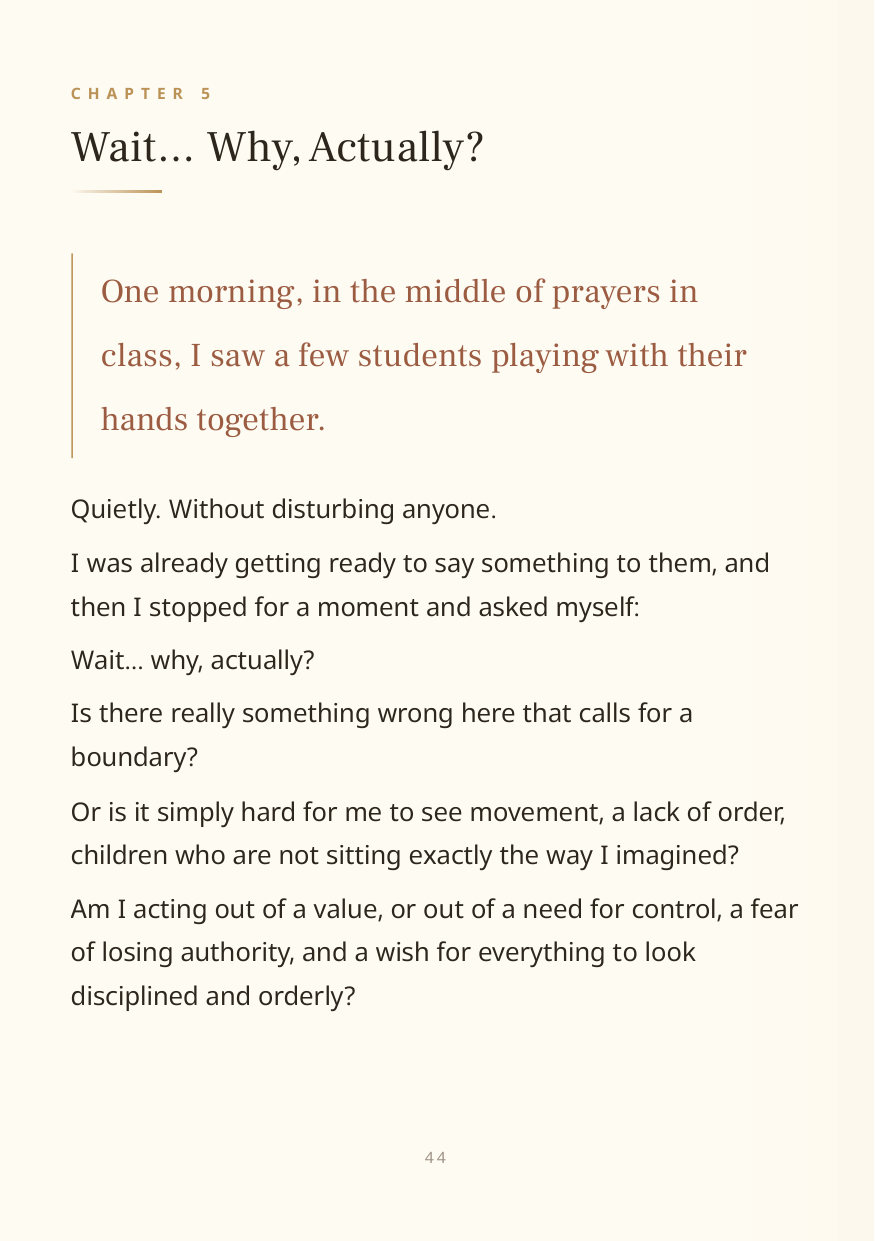 CHAPTER 5
Wait... Why, Actually?
One morning, in the middle of prayers in
class, I saw a few students playing with their
hands together.
Quietly. Without disturbing anyone.
I was already getting ready to say something to them, and
then I stopped for a moment and asked myself:
Wait... why, actually?
Is there really something wrong here that calls for a
boundary?
Or is it simply hard for me to see movement, a lack of order,
children who are not sitting exactly the way I imagined?
Am I acting out of a value, or out of a need for control, a fear
of losing authority, and a wish for everything to look
disciplined and orderly?
44